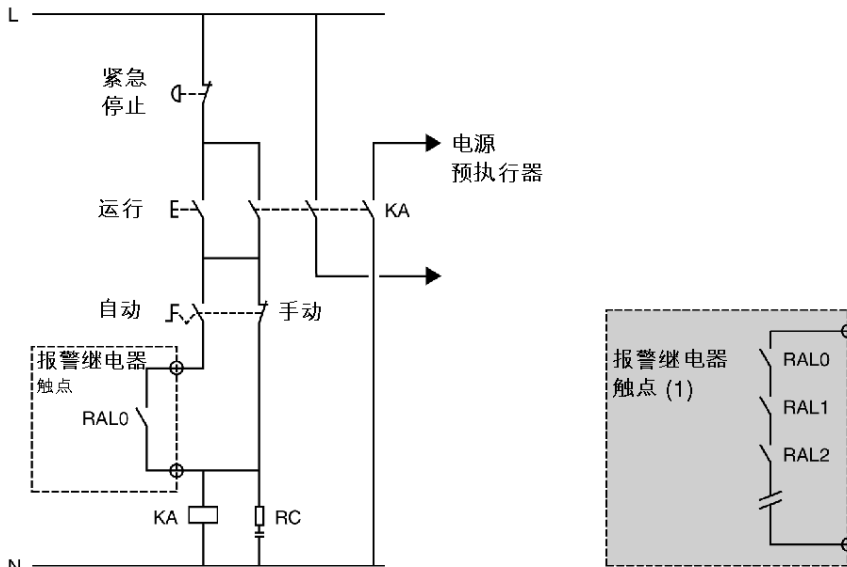 L
紧急
停止
电源
预执行器
运行
KA
自动
手动
报警继电器
触点
RAL0
KA
RC
N
报警继电器
触点 (1)
RAL0
RAL1
RAL2